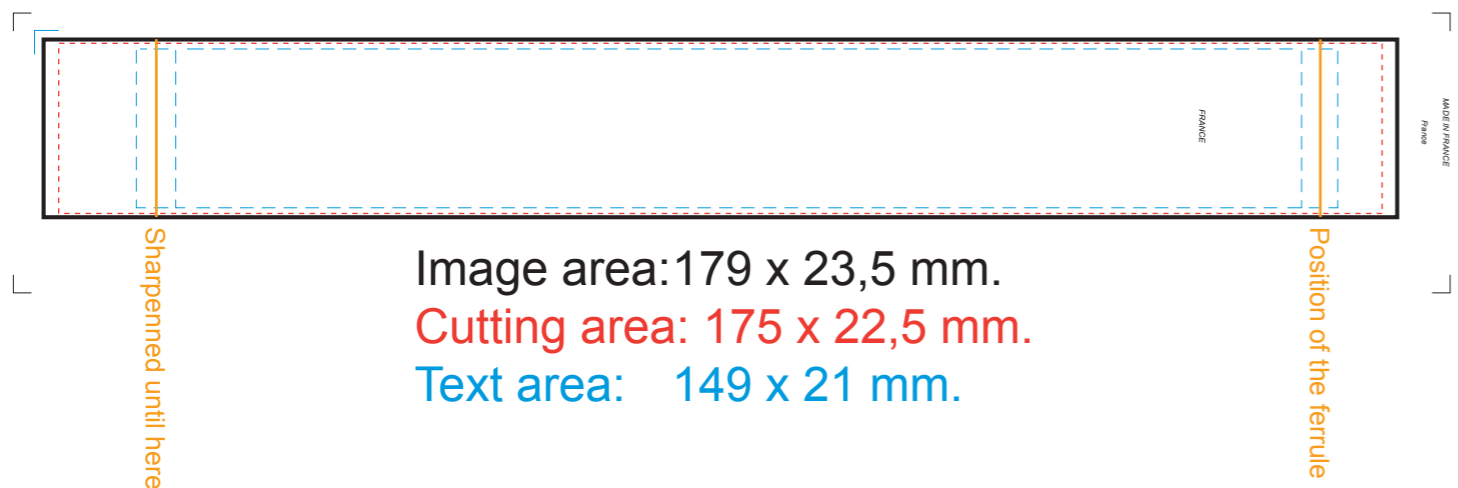 FRANCE
MADE IN FRANCE
France
Sharpenned until here
Position of the ferrule
Image area:179 x 23,5 mm.
Cutting area: 175 x 22,5 mm.
Text area: 149 x 21 mm.